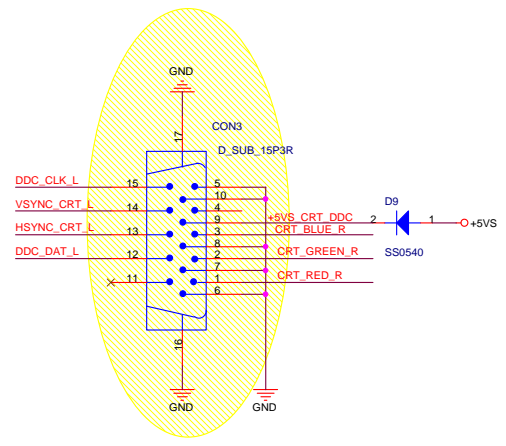 GND
17
CON3
D_SUB_15P3R
DDC_CLK_L 15 5
10
VSYNC_CRT_L 14 4
9 +5VS_CRT_DDC 2 D9 1 +5VS
HSYNC_CRT_L 13 3 CRT_BLUE_R
8 SS0540
DDC_DAT_L 12 2 CRT_GREEN_R
7
11 1 CRT_RED_R
6
16
GND GND